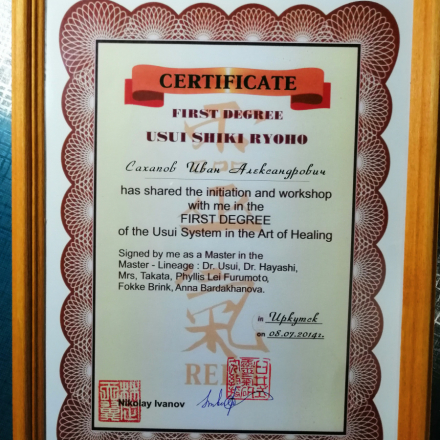 CERTIFICATE
FIRST DEGREE
USUI SHIKI RYOHO
Сахапов Иван Александрович
has shared the initiation and workshop
with me in the
FIRST DEGREE
of the Usui System in the Art of Healing
Signed by me as a Master in the
Master - Lineage : Dr. Usui, Dr. Hayashi,
Mrs, Takata, Phyllis Lei Furumoto,
Fokke Brink, Anna Bardakhanova.
in Иркутск
on 08.07.2014г.
Nikolay Ivanov